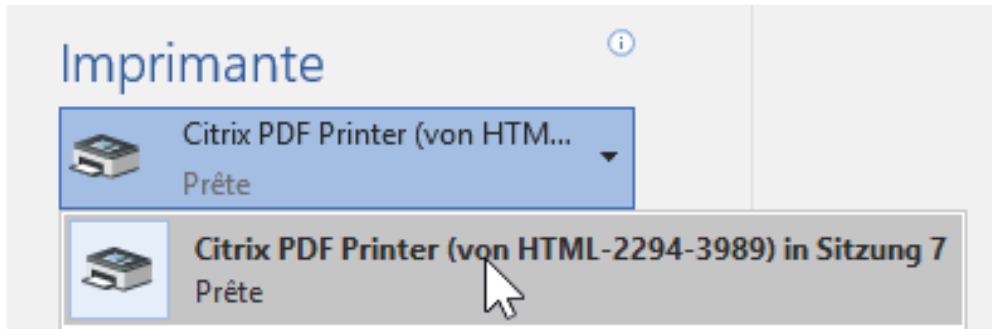 Imprimante
Citrix PDF Printer (von HTM...
Prête
Citrix PDF Printer (von HTML-2294-3989) in Sitzung 7
Prête